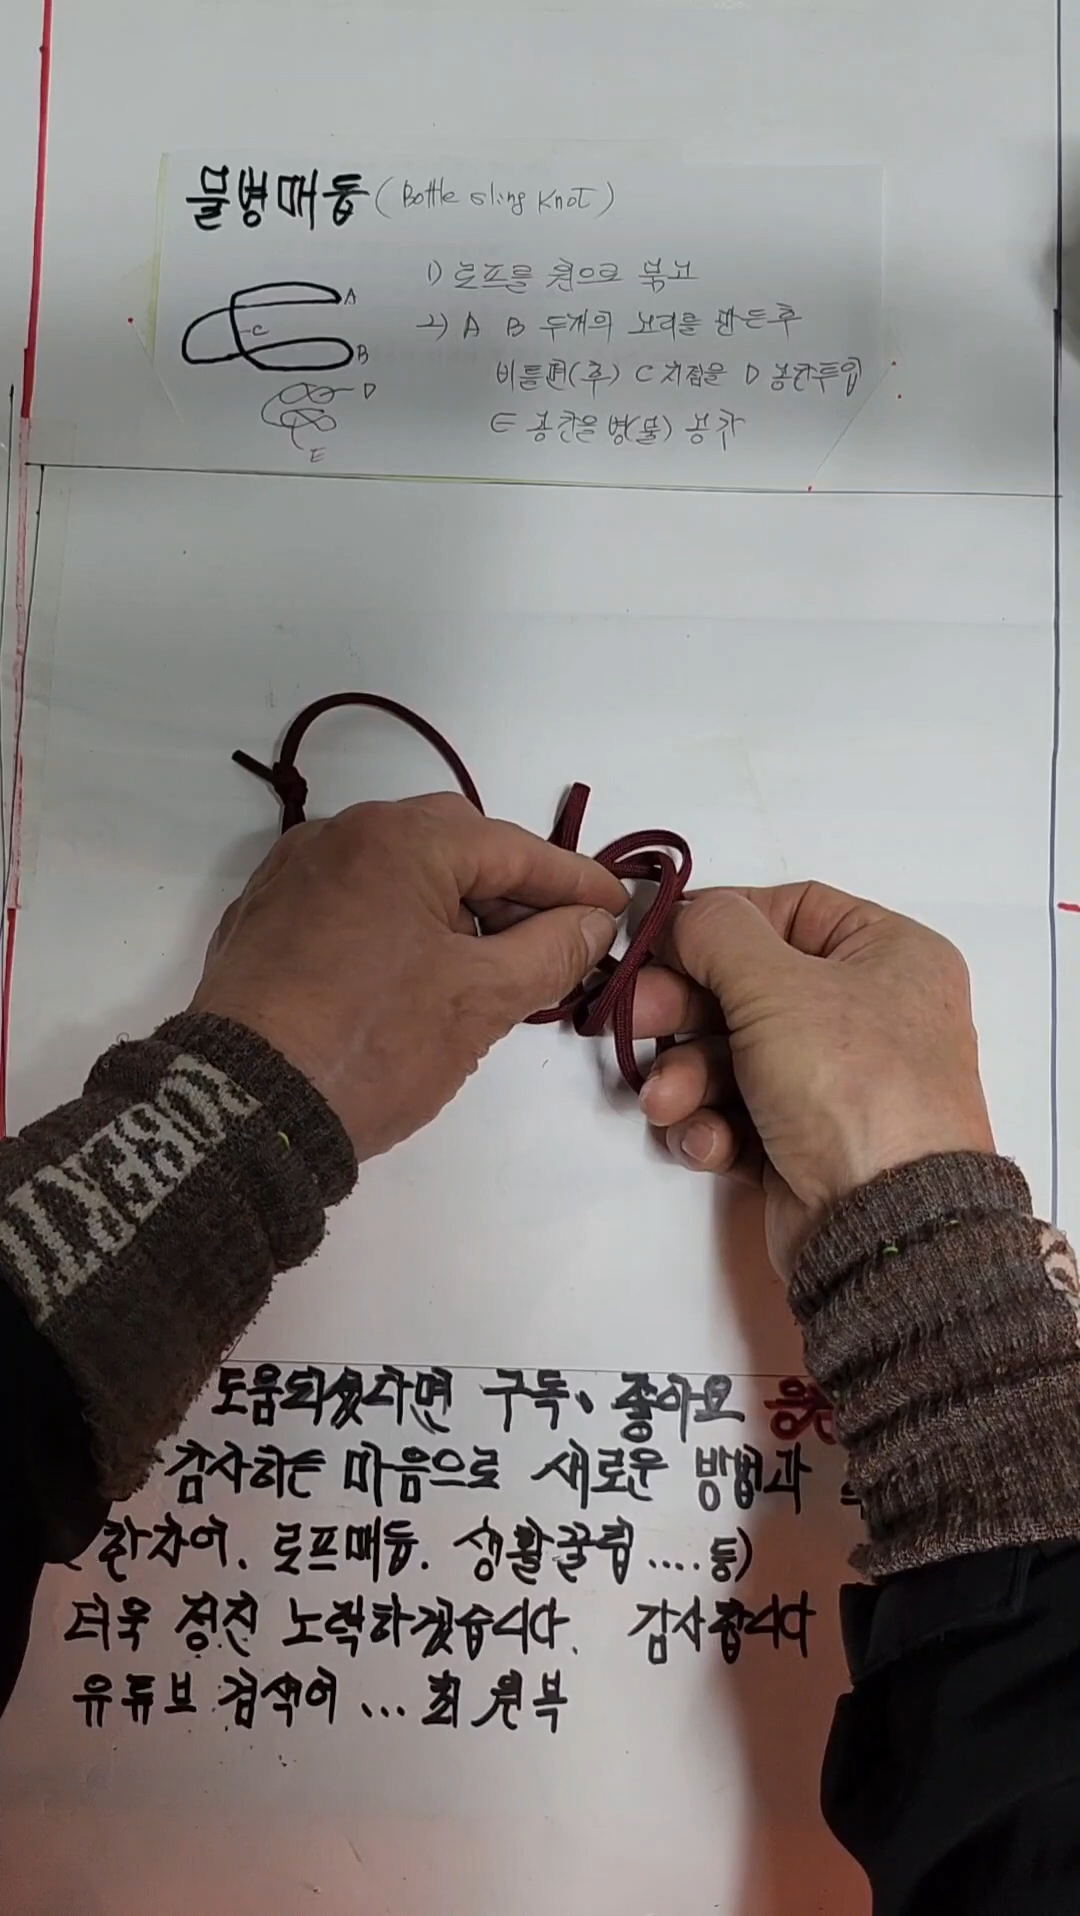 물병매듭 (Bottle sling Knot)
1) 로프를 원으로 묶고
2) A B 두개의 고리를 만든후
비틀면(후) C 지점을 D 공간투입
E 공간을 병(물) 공간
A
C
B
D
E
도움되셨다면 구독、좋아요
감사하는 마음으로 새로운 방법과
한자어. 로프매듭. 생활꿀팁 .... 등)
더욱 정진 노력하겠습니다. 감사합니다
유튜브 검색어 ... 최원복